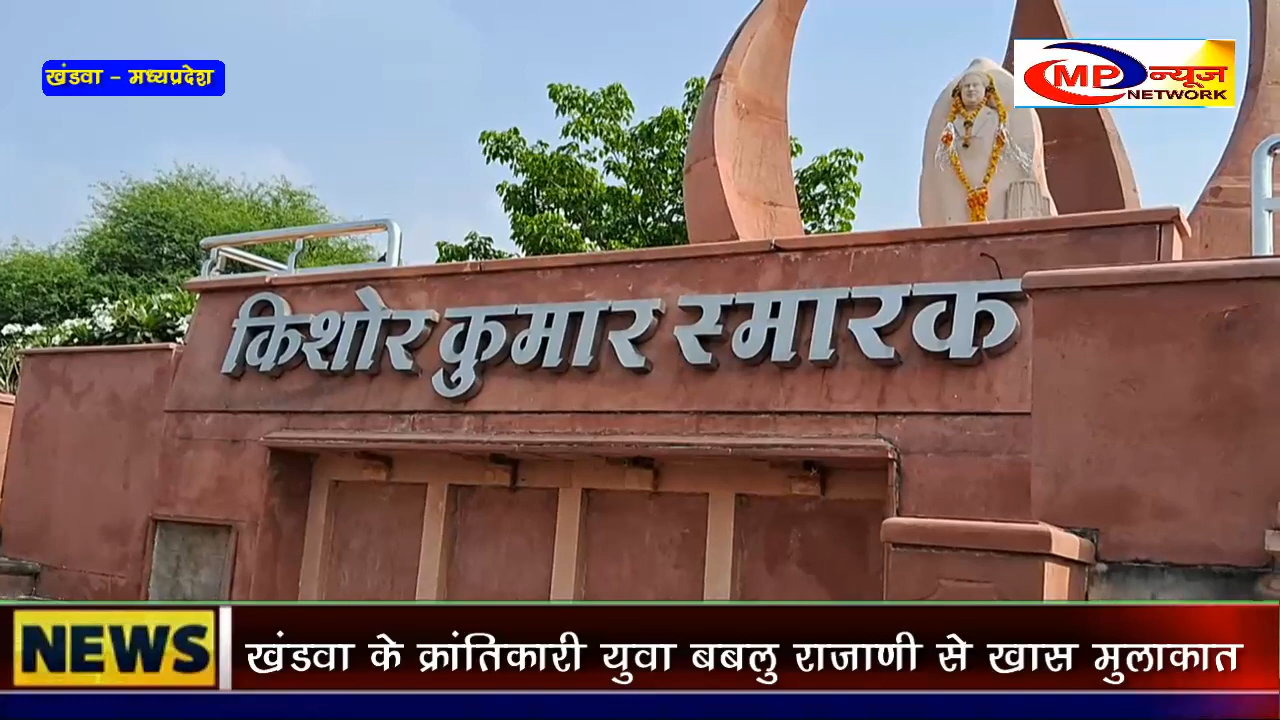 खंडवा - मध्यप्रदेश
MP न्यूज
NETWORK
किशोर कुमार स्मारक
NEWS
खंडवा के क्रांतिकारी युवा बबलु राजाणी से खास मुलाकात